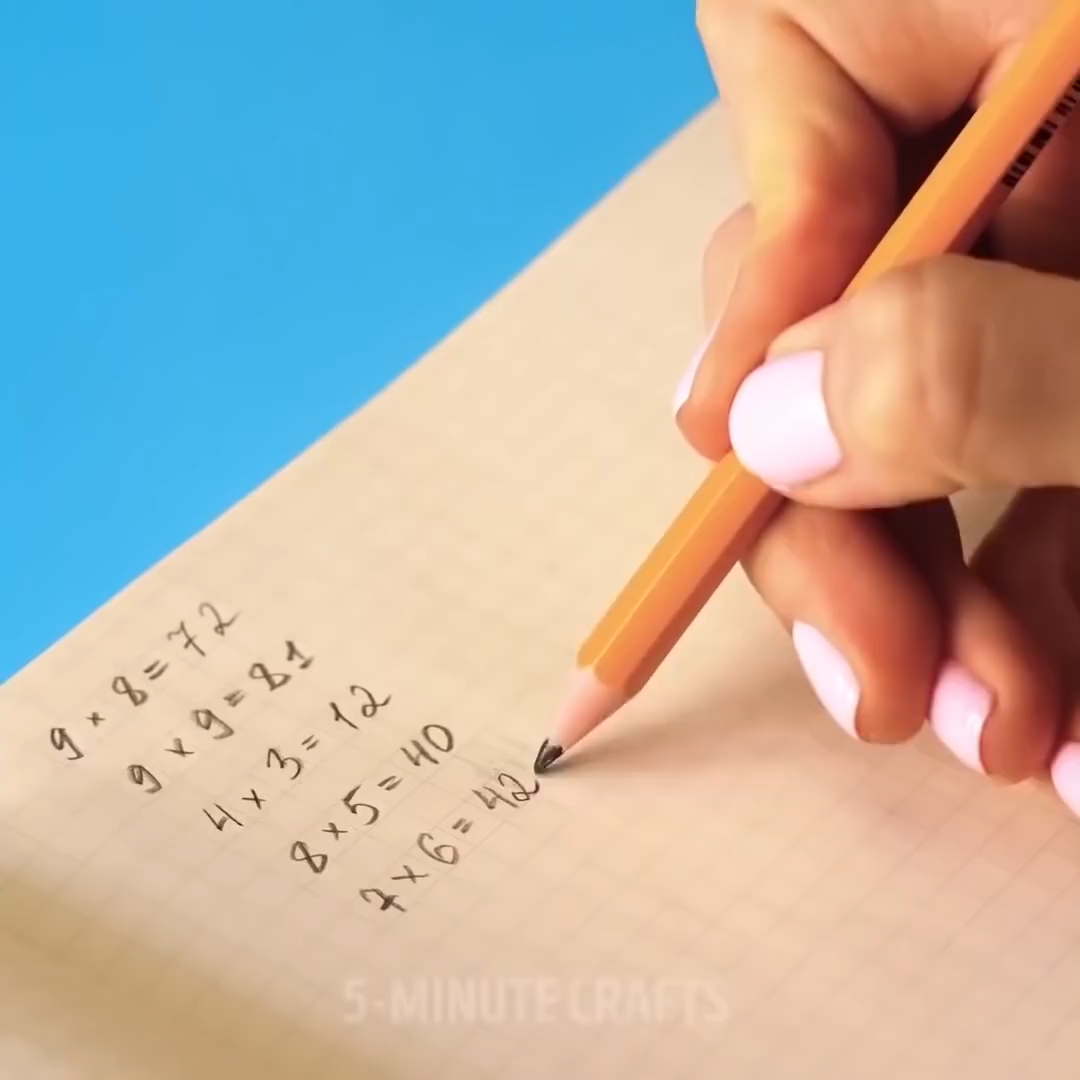 9 × 8 = 72
9 × 9 = 81
4 × 3 = 12
8 × 5 = 40
7 × 6 = 42
5-MINUTE CRAFTS